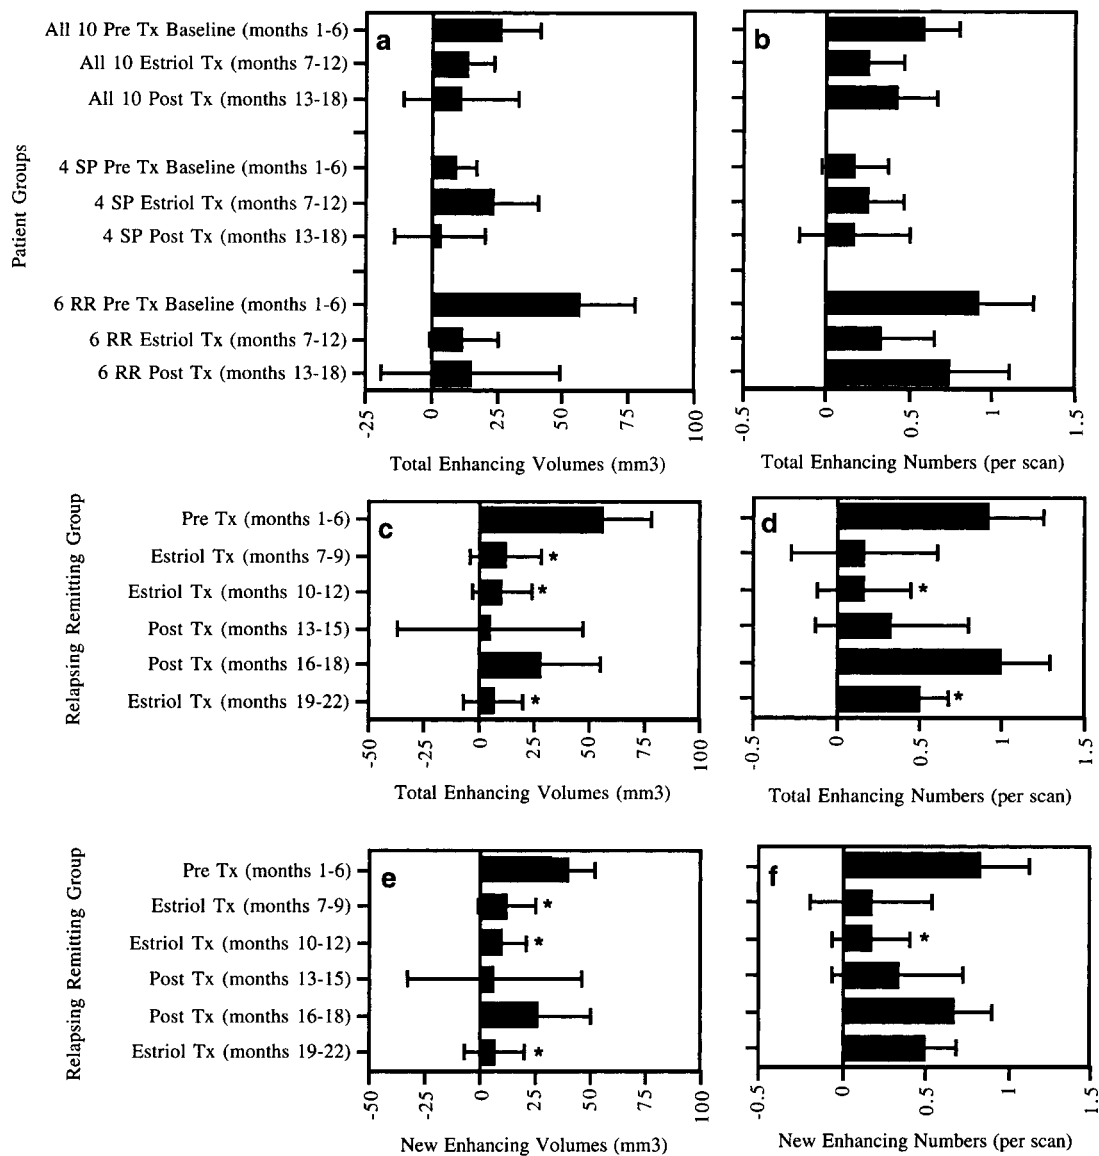 a
b
All 10 Pre Tx Baseline (months 1-6)
All 10 Estriol Tx (months 7-12)
All 10 Post Tx (months 13-18)
4 SP Pre Tx Baseline (months 1-6)
4 SP Estriol Tx (months 7-12)
4 SP Post Tx (months 13-18)
6 RR Pre Tx Baseline (months 1-6)
6 RR Estriol Tx (months 7-12)
6 RR Post Tx (months 13-18)
Patient Groups
-25 0 25 50 75 100
-0.5 0 0.5 1 1.5
Total Enhancing Volumes (mm3)
Total Enhancing Numbers (per scan)
c
d
Pre Tx (months 1-6)
Estriol Tx (months 7-9) *
Estriol Tx (months 10-12) * *
Post Tx (months 13-15)
Post Tx (months 16-18)
Estriol Tx (months 19-22) * *
Relapsing Remitting Group
-50 -25 0 25 50 75 100
-0.5 0 0.5 1 1.5
Total Enhancing Volumes (mm3)
Total Enhancing Numbers (per scan)
e
f
Pre Tx (months 1-6)
Estriol Tx (months 7-9) *
Estriol Tx (months 10-12) * *
Post Tx (months 13-15)
Post Tx (months 16-18)
Estriol Tx (months 19-22) *
Relapsing Remitting Group
-50 -25 0 25 50 75 100
-0.5 0 0.5 1 1.5
New Enhancing Volumes (mm3)
New Enhancing Numbers (per scan)